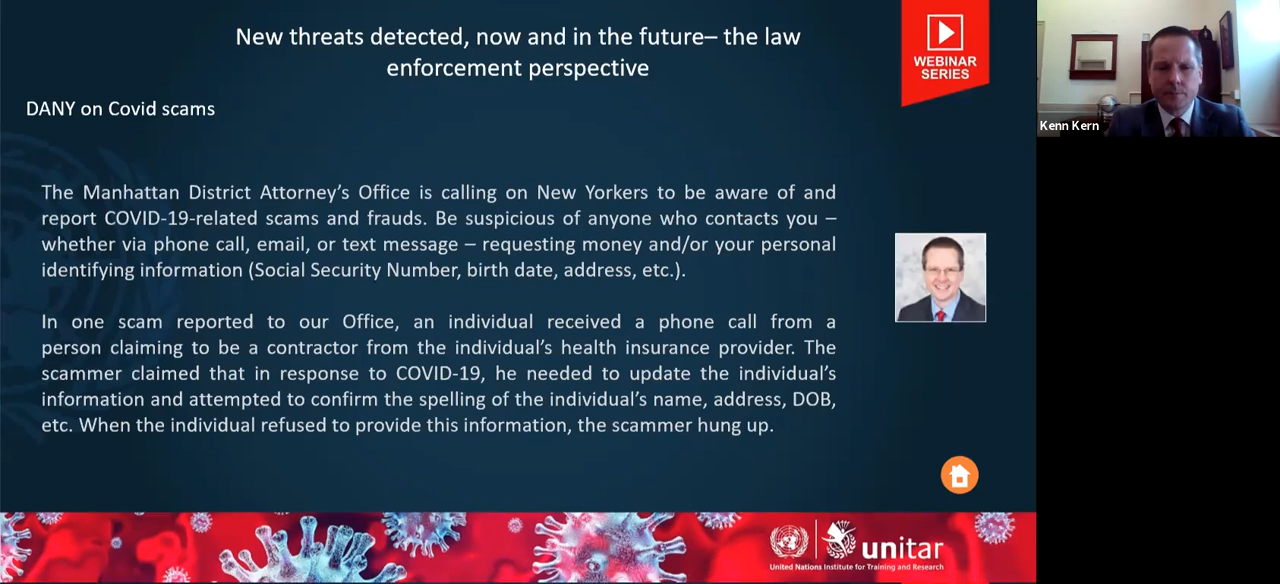 New threats detected, now and in the future– the law
enforcement perspective
WEBINAR
SERIES
DANY on Covid scams
Kenn Kern
The Manhattan District Attorney's Office is calling on New Yorkers to be aware of and
report COVID-19-related scams and frauds. Be suspicious of anyone who contacts you –
whether via phone call, email, or text message – requesting money and/or your personal
identifying information (Social Security Number, birth date, address, etc.).
In one scam reported to our Office, an individual received a phone call from a
person claiming to be a contractor from the individual's health insurance provider. The
scammer claimed that in response to COVID-19, he needed to update the individual's
information and attempted to confirm the spelling of the individual's name, address, DOB,
etc. When the individual refused to provide this information, the scammer hung up.
unitar
United Nations Institute for Training and Research